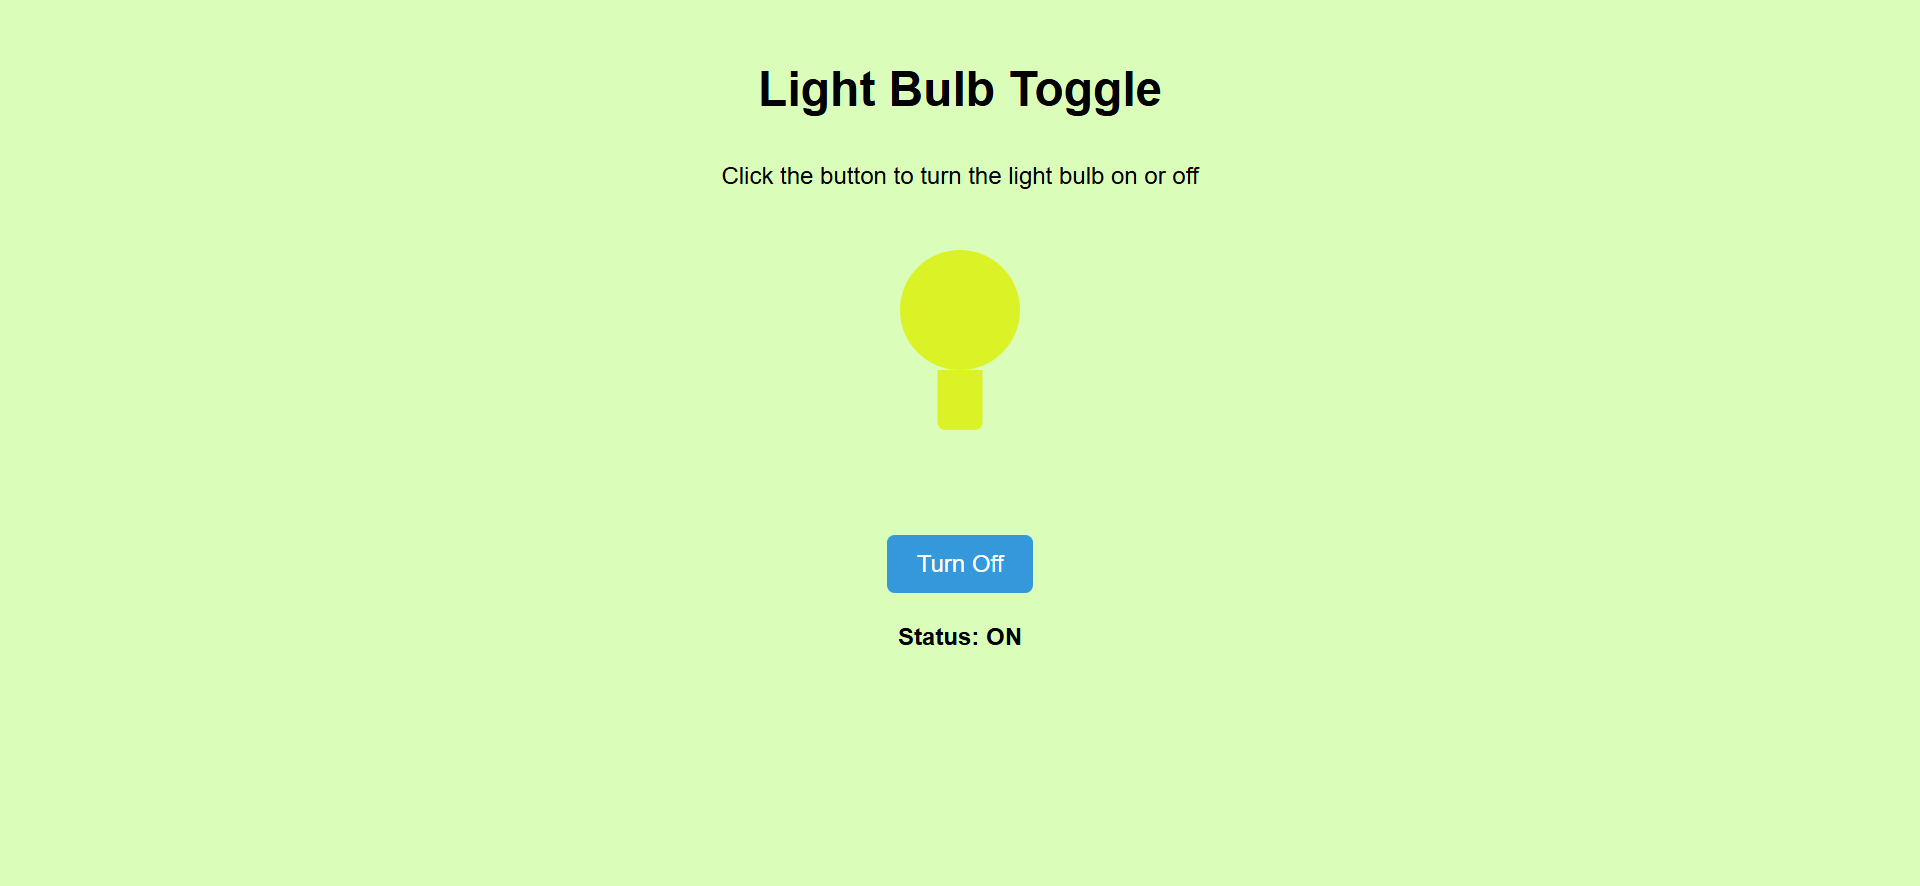 Light Bulb Toggle
Click the button to turn the light bulb on or off
Turn Off
Status: ON